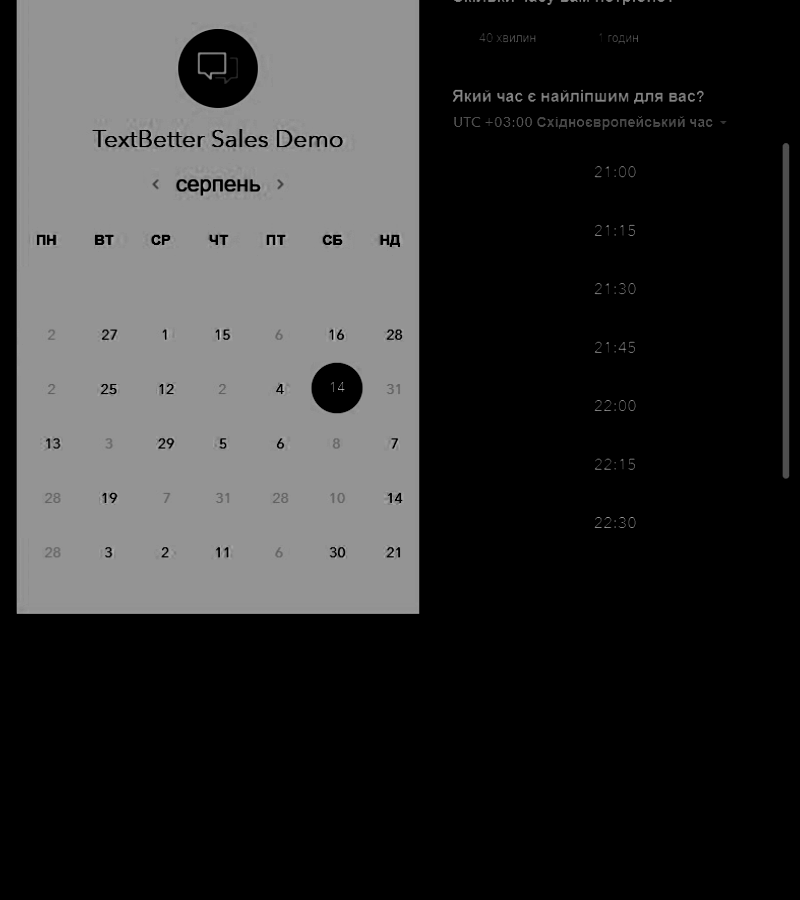 TextBetter Sales Demo
серпень
ПН ВТ СР ЧТ ПТ СБ НД
2 27 1 15 6 16 28
2 25 12 2 4 14 31
13 3 29 5 6 8 7
28 19 7 31 28 10 14
28 3 2 11 6 30 21
40 хвилин 1 годин
Який час є найліпшим для вас?
UTC +03:00 Східноєвропейський час
21:00
21:15
21:30
21:45
22:00
22:15
22:30